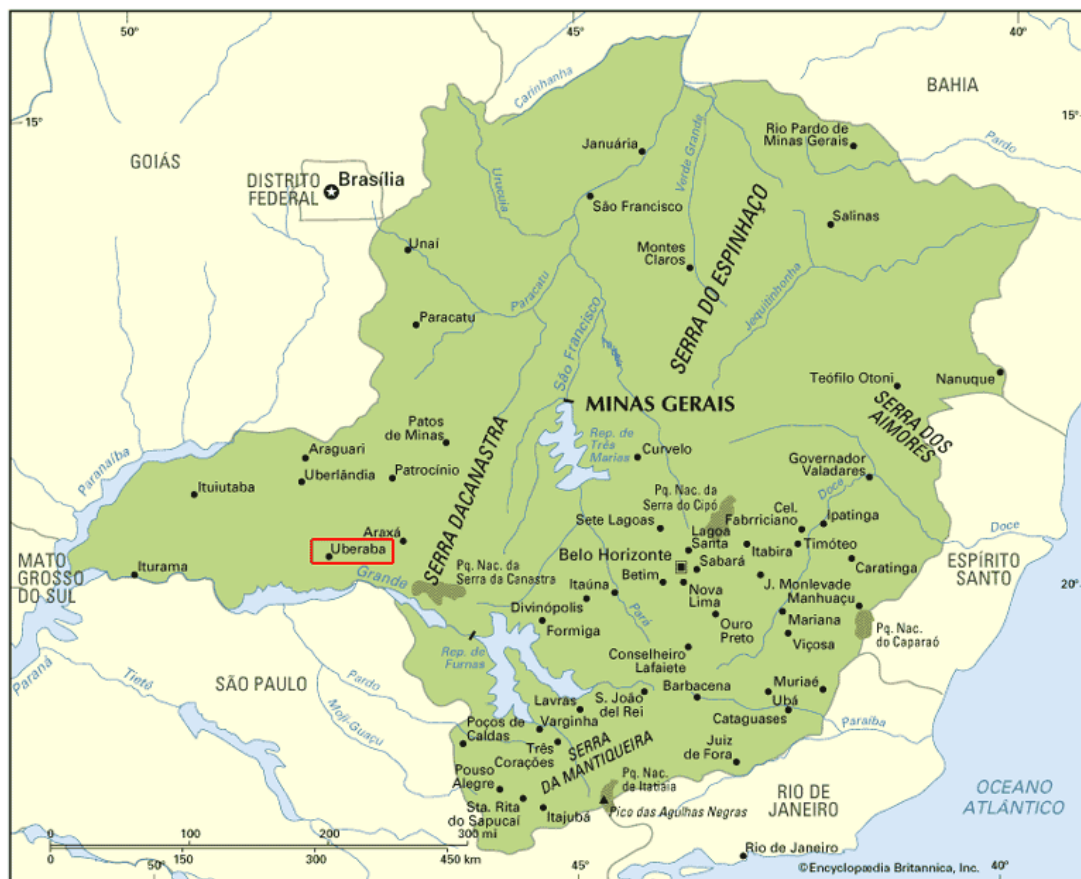 50°
45°
40°
BAHIA
Carinhanha
15°
15°
Rio Pardo de
Minas Gerais
Pardo
GOIÁS
Januária
Verde Grande
DISTRITO
FEDERAL
Brasília
Urucuia
São Francisco
Salinas
Unaí
Montes
Claros
SERRA DO ESPINHAÇO
Jequitinhonha
Paracatu
Paracatu
São Francisco
Teófilo Otoni
Nanuque
MINAS GERAIS
SERRA DOS
AIMORES
Patos
de Minas
Rep. de
Três
Marias
Curvelo
Araguari
Uberlândia
Patrocínio
Paranaíba
Ituiutaba
SERRA DACANASTRA
Governador
Valadares
Doce
Pq. Nac. da
Serra do Cipó
Cel.
Fabrriciano
Ipatinga
Sete Lagoas
Lagoa
Santa
Doce
Araxá
Uberaba
Belo Horizonte
Sabará
Itabira
Timóteo
Caratinga
ESPÍRITO
SANTO
MATO
GROSSO
DO SUL
Iturama
Grande
Pq. Nac. da
Serra da Canastra
Itaúna
Betim
Nova
Lima
J. Monlevade
Manhuaçu
20°
Divinópolis
Formiga
Pará
Ouro
Preto
Mariana
Viçosa
Pq. Nac.
do Caparaó
Paraná
Tietê
Rep. de
Furnas
Conselheiro
Lafaiete
SÃO PAULO
Pardo
Moji-Guaçu
Barbacena
Muriaé
Ubá
Lavras
S. João
del Rei
Cataguases
Paraíba
Poços de
Caldas
Varginha
Três
Corações
SERRA
DA MANTIQUEIRA
Juiz
de Fora
Pouso
Alegre
Pq. Nac.
de Itatiaia
Sta. Rita
do Sapucaí
Itajubá
Pico das Agulhas Negras
RIO DE
JANEIRO
OCEANO
ATLÂNTICO
0 100 200 300 mi
0 150 300 450 km
Rio de Janeiro
50°
45°
©Encyclopædia Britannica, Inc.
40°